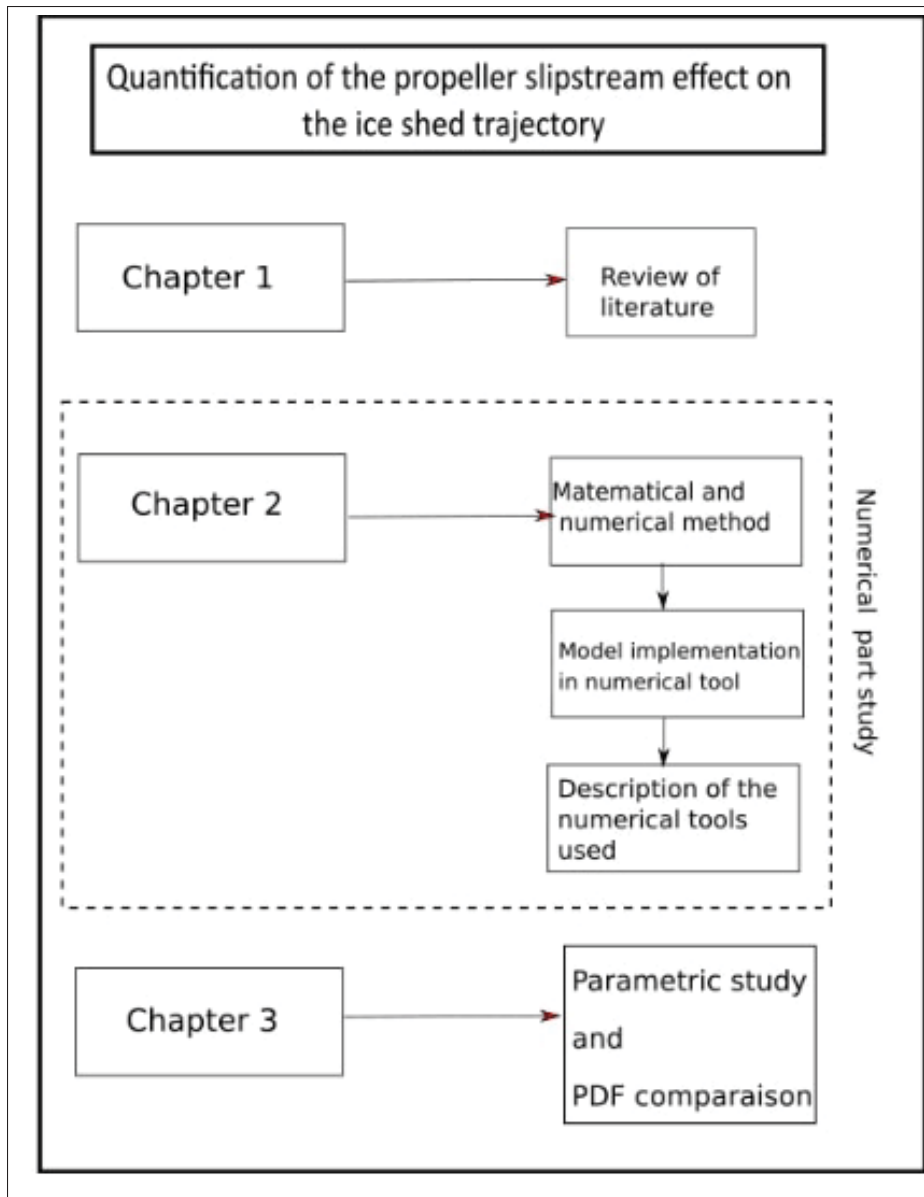 Quantification of the propeller slipstream effect on
the ice shed trajectory
Chapter 1
Review of
literature
Chapter 2
Matematical and
numerical method
Model implementation
in numerical tool
Description of the
numerical tools
used
Numerical part study
Chapter 3
Parametric study
and
PDF comparaison